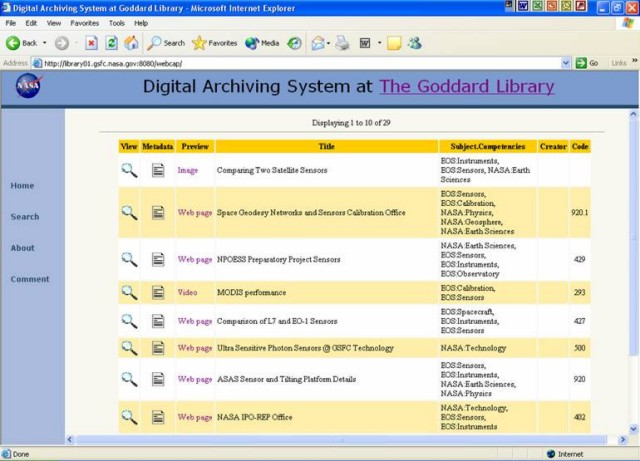 Digital Archiving System at Goddard Library - Microsoft Internet Explorer
File Edit View Favorites Tools Help
Back Search Favorites Media
Address http://library01.gsfc.nasa.gov:8080/webcap/ Go Links »
NASA
Digital Archiving System at The Goddard Library
Displaying 1 to 10 of 29
Home
Search
About
Comment
View Metadata Preview Title Subject.Competencies Creator Code
Image Comparing Two Satellite Sensors
EOS:Instruments,
EOS:Sensors, NASA:Earth
Sciences
Web page Space Geodesy Networks and Sensors Calibration Office
EOS:Sensors,
EOS:Calibration,
NASA:Physics,
NASA:Geosphere,
NASA:Earth Sciences
920.1
Web page NPOESS Preparatory Project Sensors
NASA:Earth Sciences,
EOS:Sensors,
EOS:Instruments,
EOS:Observatory
429
Video MODIS performance
EOS:Calibration,
EOS:Sensors
293
Web page Comparison of L7 and EO-1 Sensors
EOS:Spacecraft,
EOS:Instruments,
EOS:Sensors
427
Web page Ultra Sensitive Photon Sensors @ GSFC Technology
NASA:Technology
500
Web page ASAS Sensor and Tilting Platform Details
EOS:Sensors,
EOS:Instruments,
NASA:Earth Sciences,
NASA:Physics
920
Web page NASA IPO-REF Office
NASA:Technology,
EOS:Sensors,
EOS:Instruments
402
Done
Internet